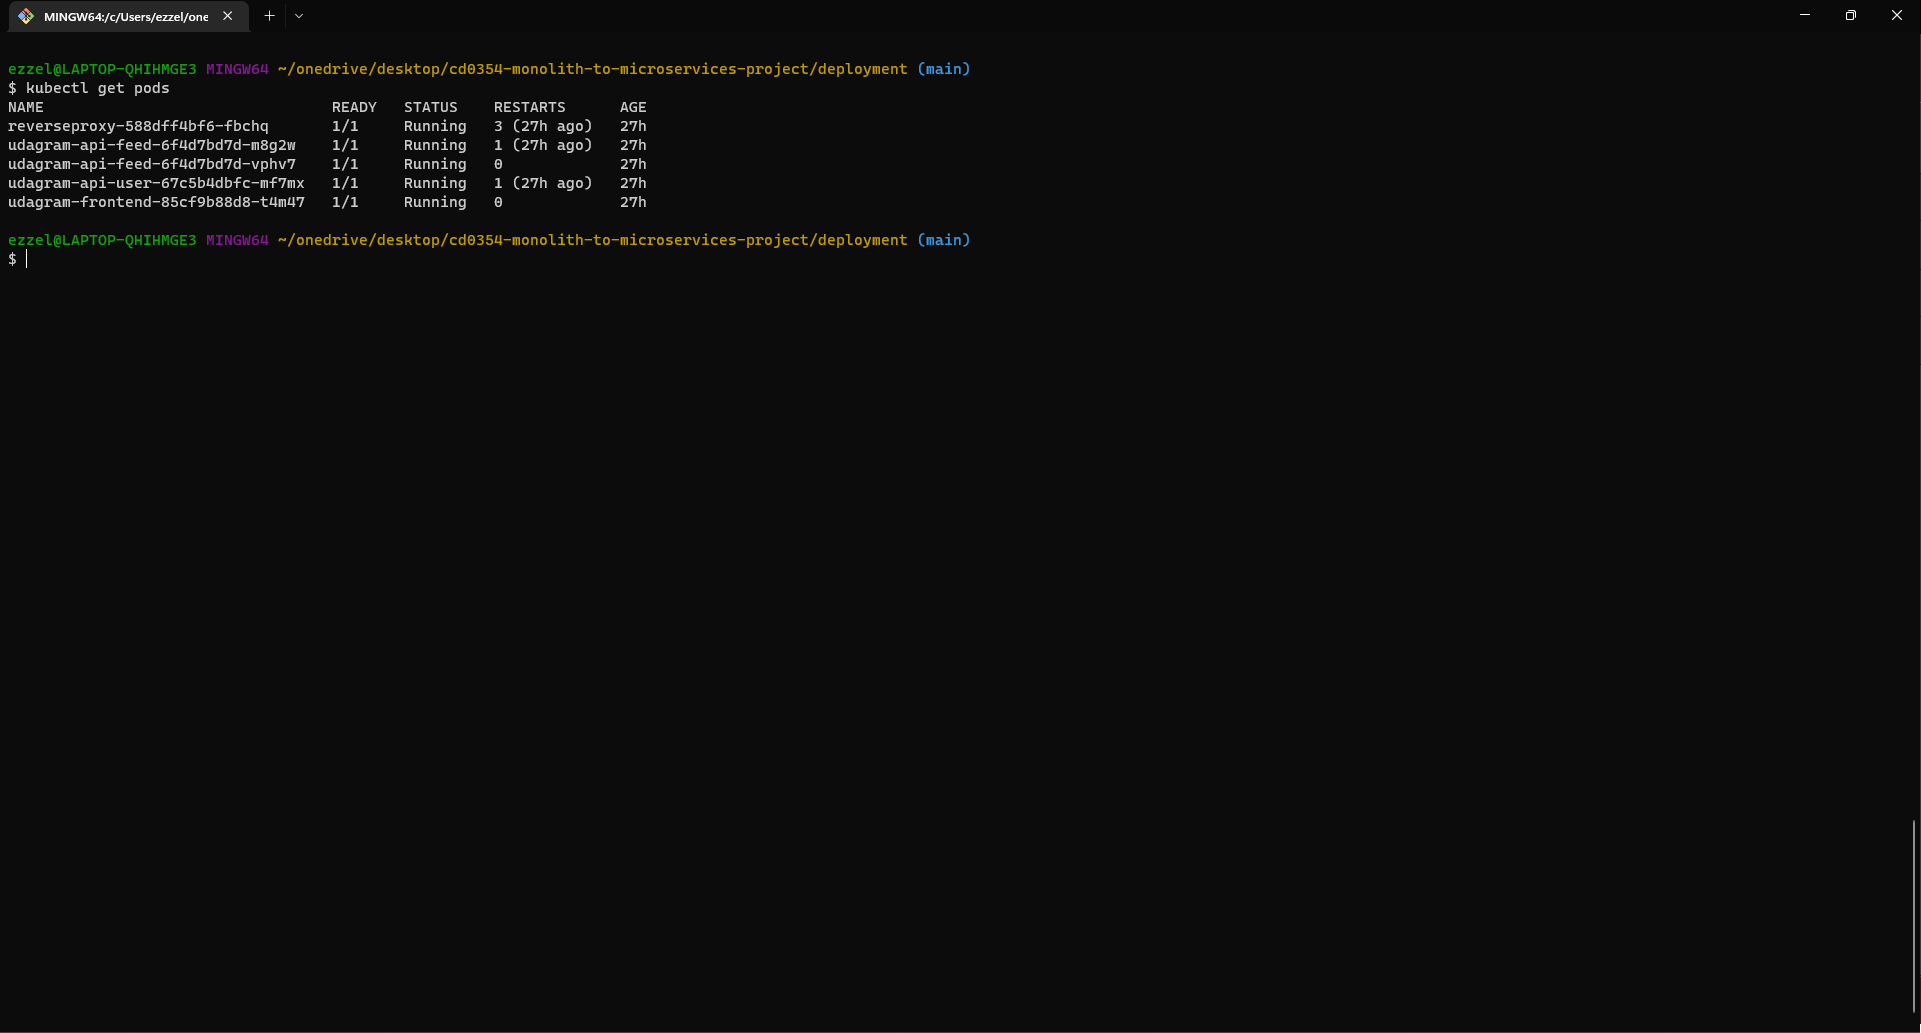 MINGW64:/c/Users/ezzel/one
ezzel@LAPTOP-QHIHMGE3 MINGW64 ~/onedrive/desktop/cd0354-monolith-to-microservices-project/deployment (main)
$ kubectl get pods
NAME                                READY   STATUS    RESTARTS      AGE
reverseproxy-588dff4bf6-fbchq       1/1     Running   3 (27h ago)   27h
udagram-api-feed-6f4d7bd7d-m8g2w    1/1     Running   1 (27h ago)   27h
udagram-api-feed-6f4d7bd7d-vphv7    1/1     Running   0             27h
udagram-api-user-67c5b4dbfc-mf7mx   1/1     Running   1 (27h ago)   27h
udagram-frontend-85cf9b88d8-t4m47   1/1     Running   0             27h
ezzel@LAPTOP-QHIHMGE3 MINGW64 ~/onedrive/desktop/cd0354-monolith-to-microservices-project/deployment (main)
$